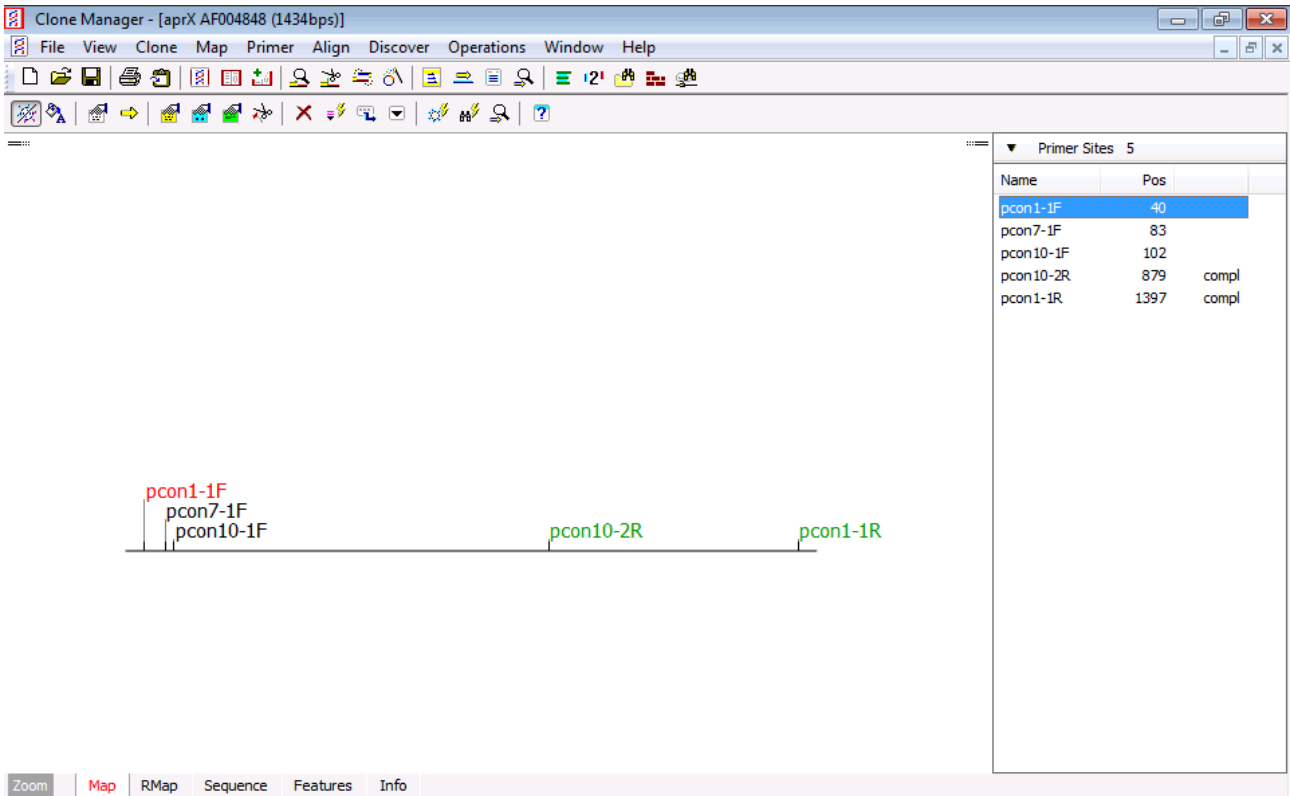 Clone Manager - [aprX AF004848 (1434bps)]
File View Clone Map Primer Align Discover Operations Window Help
Primer Sites 5
Name Pos
pcon1-1F 40
pcon7-1F 83
pcon10-1F 102
pcon10-2R 879 compl
pcon1-1R 1397 compl
pcon1-1F
pcon7-1F
pcon10-1F pcon10-2R pcon1-1R
Zoom Map RMap Sequence Features Info